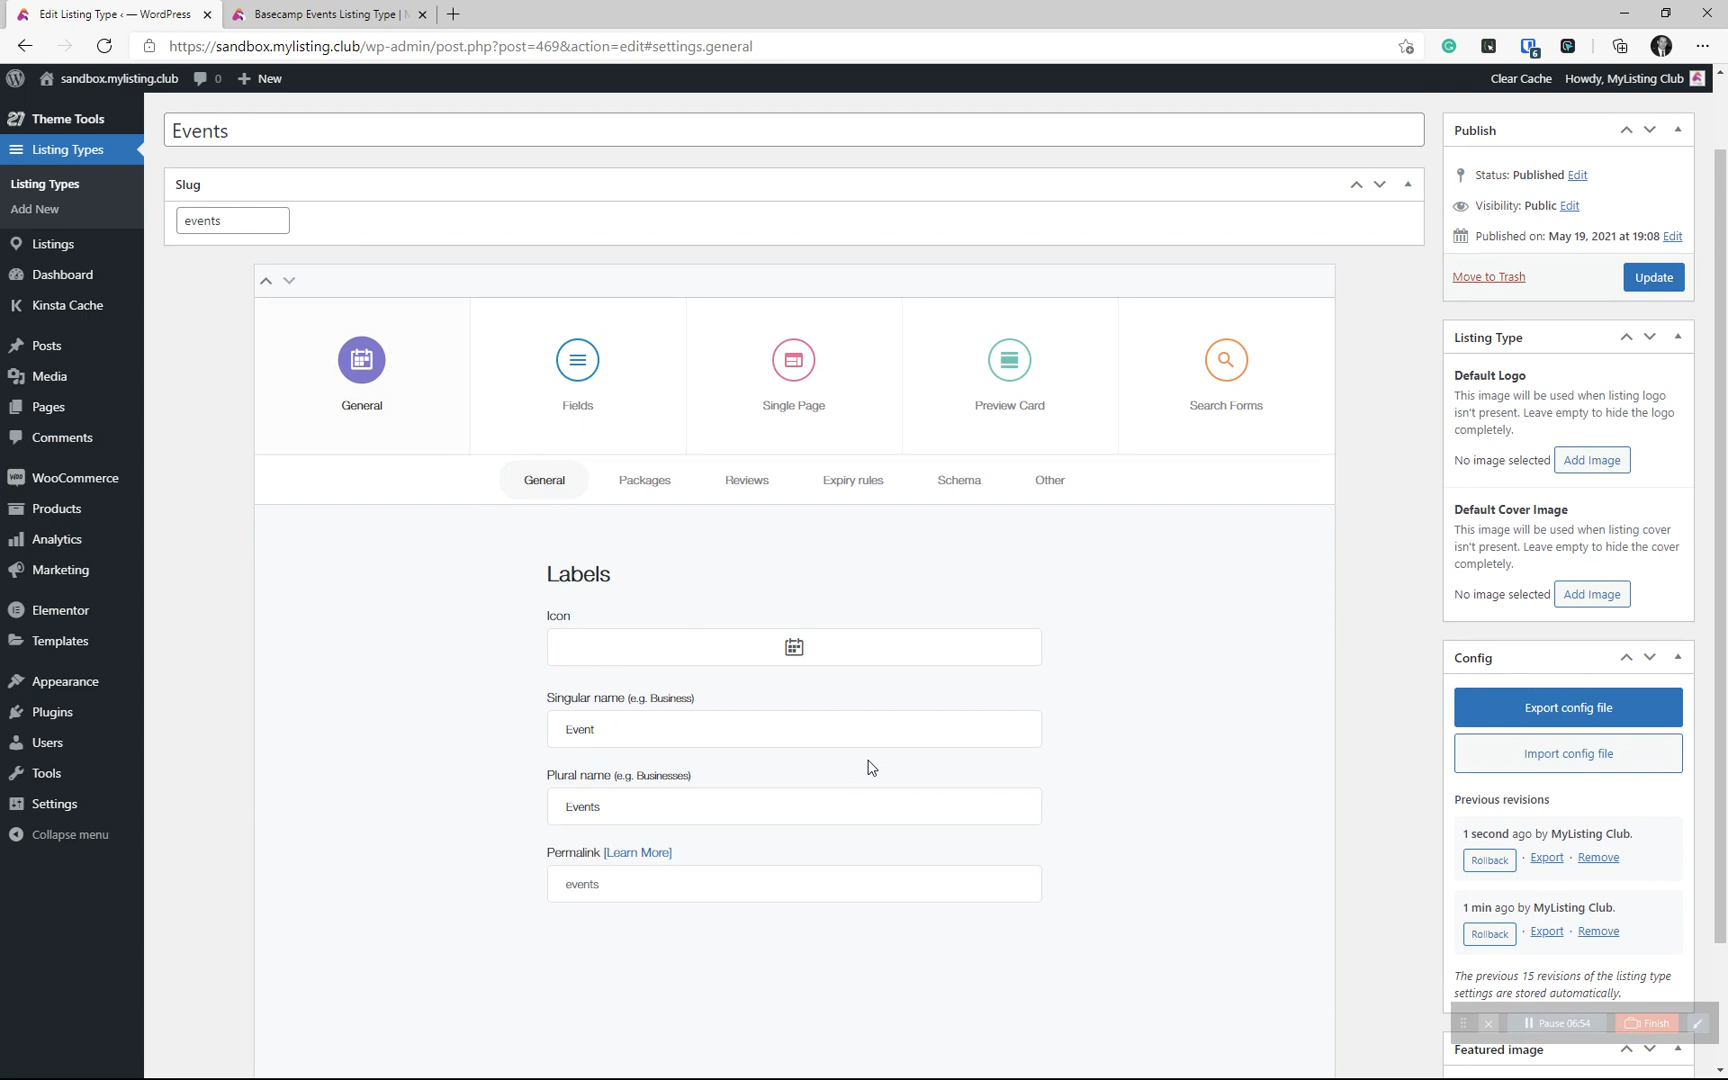 Edit Listing Type ‹ — WordPress
Basecamp Events Listing Type |
https://sandbox.mylisting.club/wp-admin/post.php?post=469&action=edit#settings.general
6
sandbox.mylisting.club
0
New
Clear Cache
Howdy, MyListing Club
27 Theme Tools
Listing Types
Listing Types
Add New
Listings
Dashboard
K Kinsta Cache
Posts
Media
Pages
Comments
WooCommerce
Products
Analytics
Marketing
Elementor
Templates
Appearance
Plugins
Users
Tools
Settings
Collapse menu
Events
Slug
events
General
Fields
Single Page
Preview Card
Search Forms
General
Packages
Reviews
Expiry rules
Schema
Other
Labels
Icon
Singular name (e.g. Business)
Event
Plural name (e.g. Businesses)
Events
Permalink [Learn More]
events
Publish
Status: Published Edit
Visibility: Public Edit
Published on: May 19, 2021 at 19:08 Edit
Move to Trash
Update
Listing Type
Default Logo
This image will be used when listing logo
isn't present. Leave empty to hide the logo
completely.
No image selected
Add Image
Default Cover Image
This image will be used when listing cover
isn't present. Leave empty to hide the cover
completely.
No image selected
Add Image
Config
Export config file
Import config file
Previous revisions
1 second ago by MyListing Club.
Rollback · Export · Remove
1 min ago by MyListing Club.
Rollback · Export · Remove
The previous 15 revisions of the listing type
settings are stored automatically.
Pause 06:54
Finish
Featured image